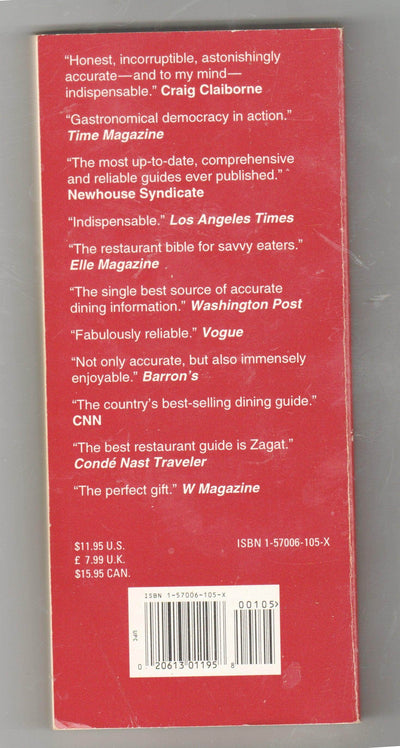 “Honest, incorruptible, astonishingly
accurate—and to my mind—
indispensable.” Craig Claiborne
“Gastronomical democracy in action.”
Time Magazine
“The most up-to-date, comprehensive
and reliable guides ever published.”
Newhouse Syndicate
“Indispensable.” Los Angeles Times
“The restaurant bible for savvy eaters.”
Elle Magazine
“The single best source of accurate
dining information.” Washington Post
“Fabulously reliable.” Vogue
“Not only accurate, but also immensely
enjoyable.” Barron’s
“The country’s best-selling dining guide.”
CNN
“The best restaurant guide is Zagat.”
Condé Nast Traveler
“The perfect gift.” W Magazine
$11.95 U.S. ISBN 1-57006-105-X
£ 7.99 U.K.
$15.95 CAN.
ISBN 1-57006-105-X
00105>
0 20613 01195 8